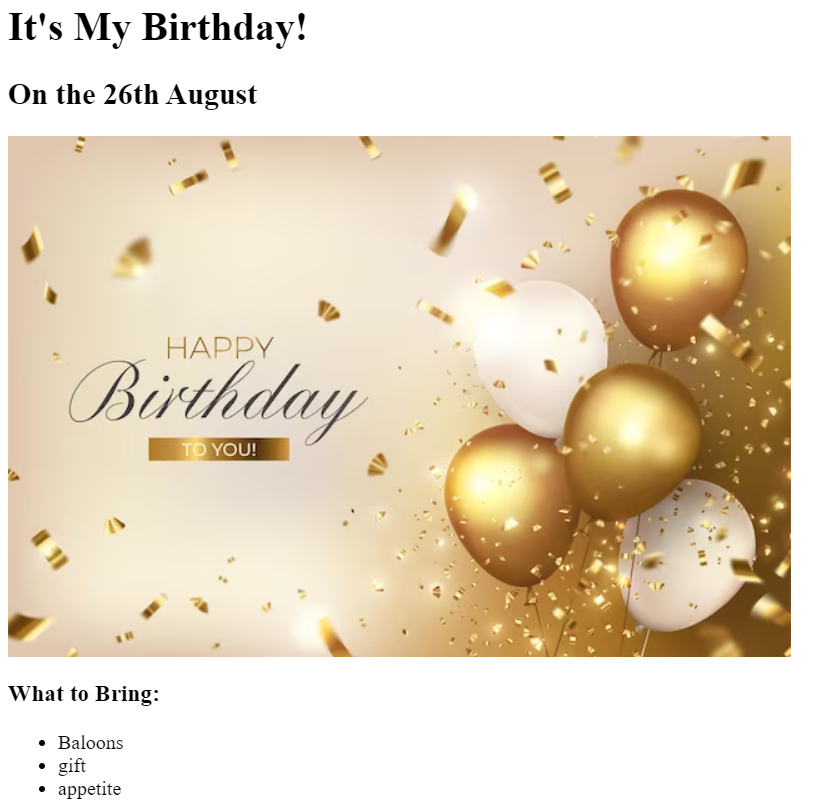 It's My Birthday!
On the 26th August
HAPPY
Birthday
TO YOU!
What to Bring:
Baloons
gift
appetite